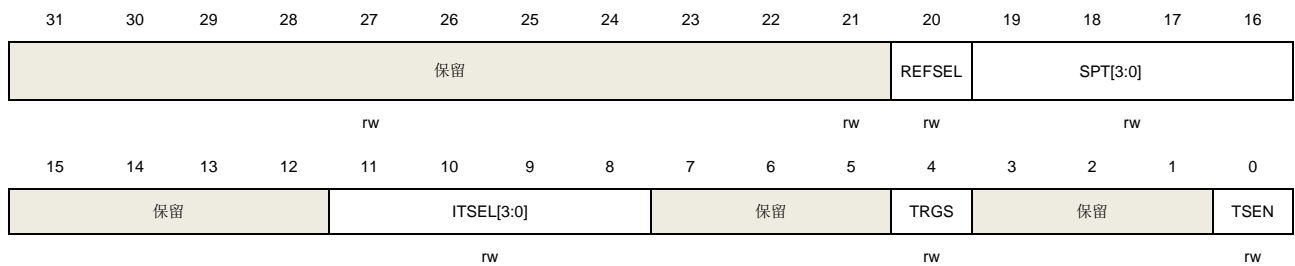 31 30 29 28 27 26 25 24 23 22 21 20 19 18 17 16
保留 REFSEL SPT[3:0]
rw rw rw rw
15 14 13 12 11 10 9 8 7 6 5 4 3 2 1 0
保留 ITSEL[3:0] 保留 TRGS 保留 TSEN
rw rw rw